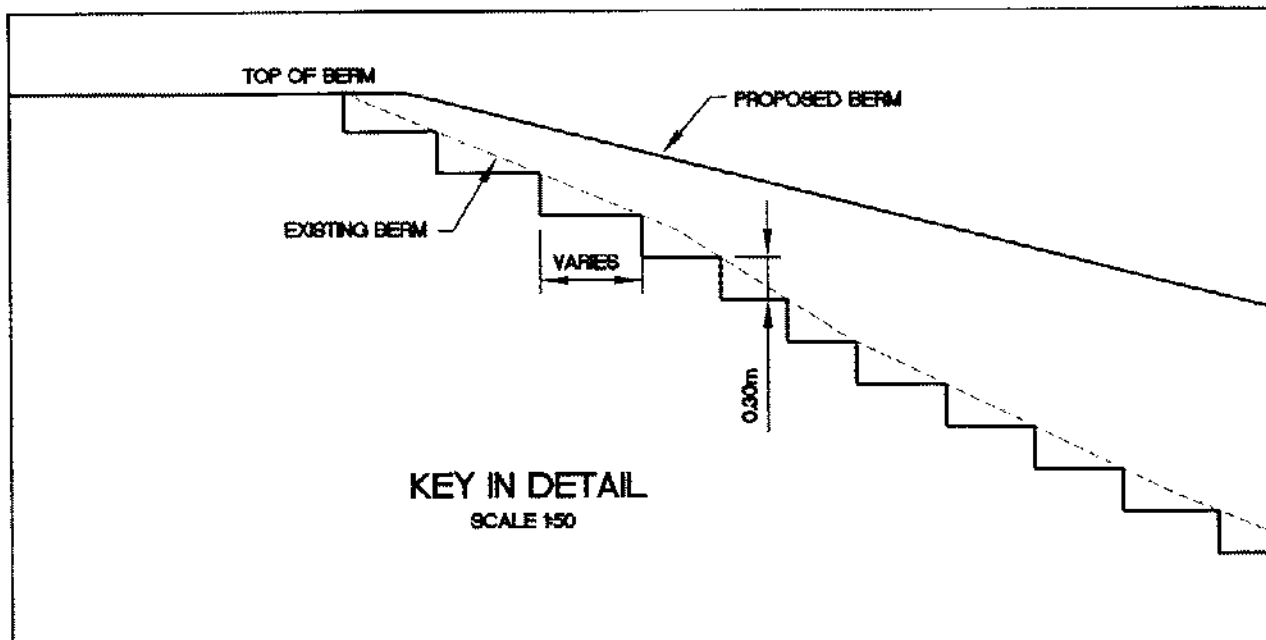 TOP OF BERM
PROPOSED BERM
EXISTING BERM
VARIES
0.30m
KEY IN DETAIL
SCALE 1:50